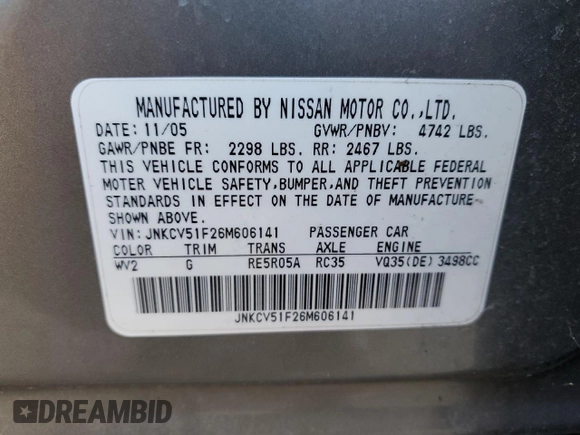 MANUFACTURED BY NISSAN MOTOR CO.,LTD.
DATE: 11/05 GVWR/PNBV: 4742 LBS.
GAWR/PNBE FR: 2298 LBS. RR: 2467 LBS.
THIS VEHICLE CONFORMS TO ALL APPLICABLE FEDERAL
MOTER VEHICLE SAFETY,BUMPER,AND THEFT PREVENTION
STANDARDS IN EFFECT ON THE DATE OF MANUFACTURE
SHOWN ABOVE.
VIN: JNKCV51F26M606141 PASSENGER CAR
COLOR TRIM TRANS AXLE ENGINE
WV2 G RE5R05A RC35 VQ35(DE) 3498CC
JNKCV51F26M606141
DREAMBID